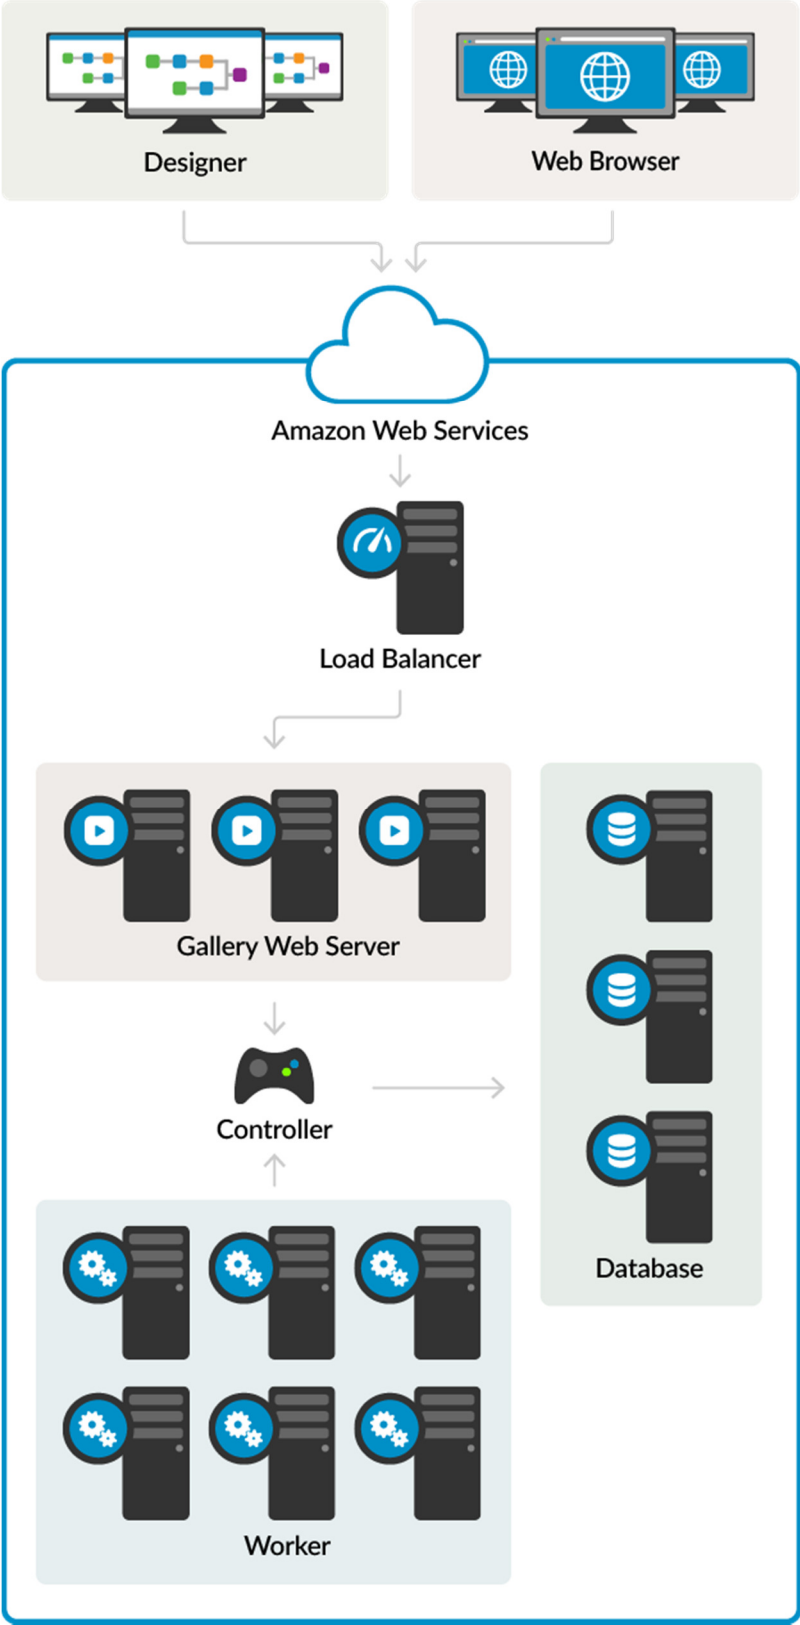 Designer
Web Browser
Amazon Web Services
Load Balancer
Gallery Web Server
Controller
Database
Worker